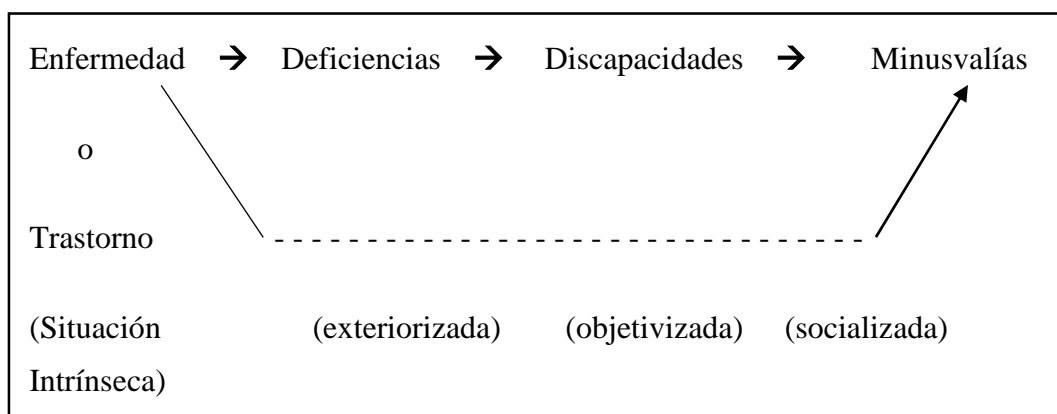 Enfermedad → Deficiencias → Discapacidades → Minusvalías
o
Trastorno - - - - - - - - - - - - - - - - - - - - - - - - - - - - - -
(Situación (exteriorizada) (objetivizada) (socializada)
Intrínseca)